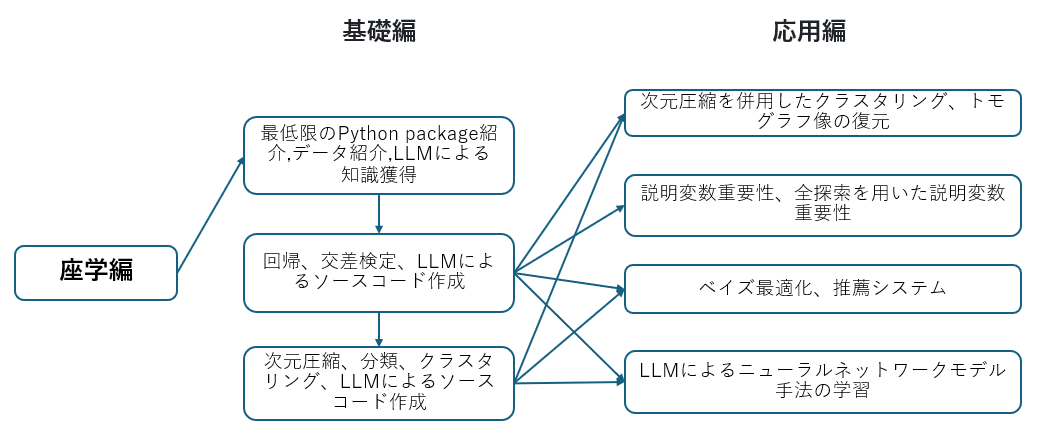 基礎編
応用編
座学編
最低限のPython package紹
介,データ紹介,LLMによる
知識獲得
回帰、交差検定、LLMによ
るソースコード作成
次元圧縮、分類、クラスタ
リング、LLMによるソース
コード作成
次元圧縮を併用したクラスタリング、トモ
グラフ像の復元
説明変数重要性、全探索を用いた説明変数
重要性
ベイズ最適化、推薦システム
LLMによるニューラルネットワークモデル
手法の学習